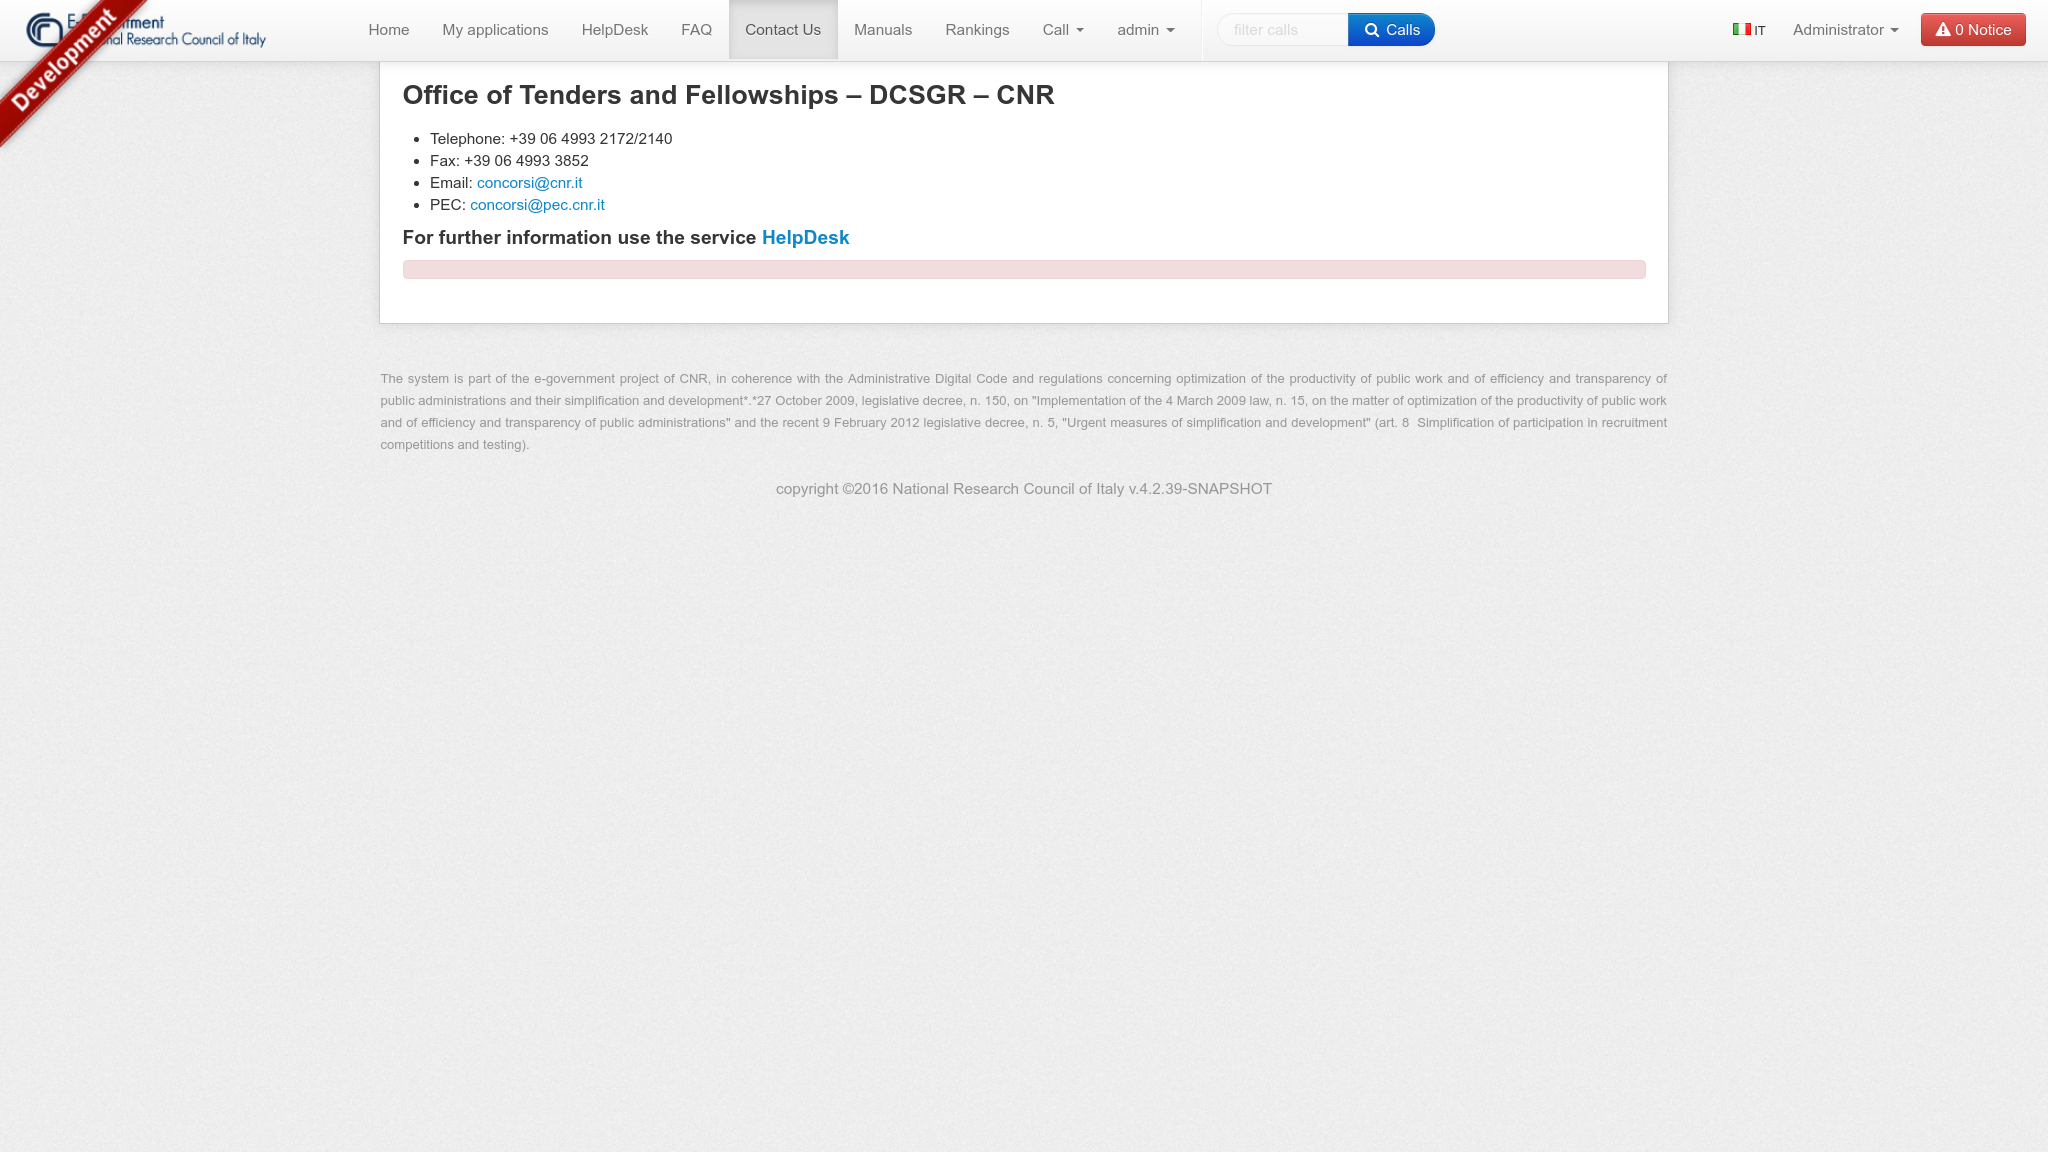 Development
Research Council of Italy
Home My applications HelpDesk FAQ Contact Us Manuals Rankings Call admin filter calls Calls IT Administrator 0 Notice
Office of Tenders and Fellowships – DCSGR – CNR
• Telephone: +39 06 4993 2172/2140
• Fax: +39 06 4993 3852
• Email: concorsi@cnr.it
• PEC: concorsi@pec.cnr.it
For further information use the service HelpDesk
The system is part of the e-government project of CNR, in coherence with the Administrative Digital Code and regulations concerning optimization of the productivity of public work and of efficiency and transparency of
public administrations and their simplification and development*.*27 October 2009, legislative decree, n. 150, on "Implementation of the 4 March 2009 law, n. 15, on the matter of optimization of the productivity of public work
and of efficiency and transparency of public administrations" and the recent 9 February 2012 legislative decree, n. 5, "Urgent measures of simplification and development" (art. 8  Simplification of participation in recruitment
competitions and testing).
copyright ©2016 National Research Council of Italy v.4.2.39-SNAPSHOT